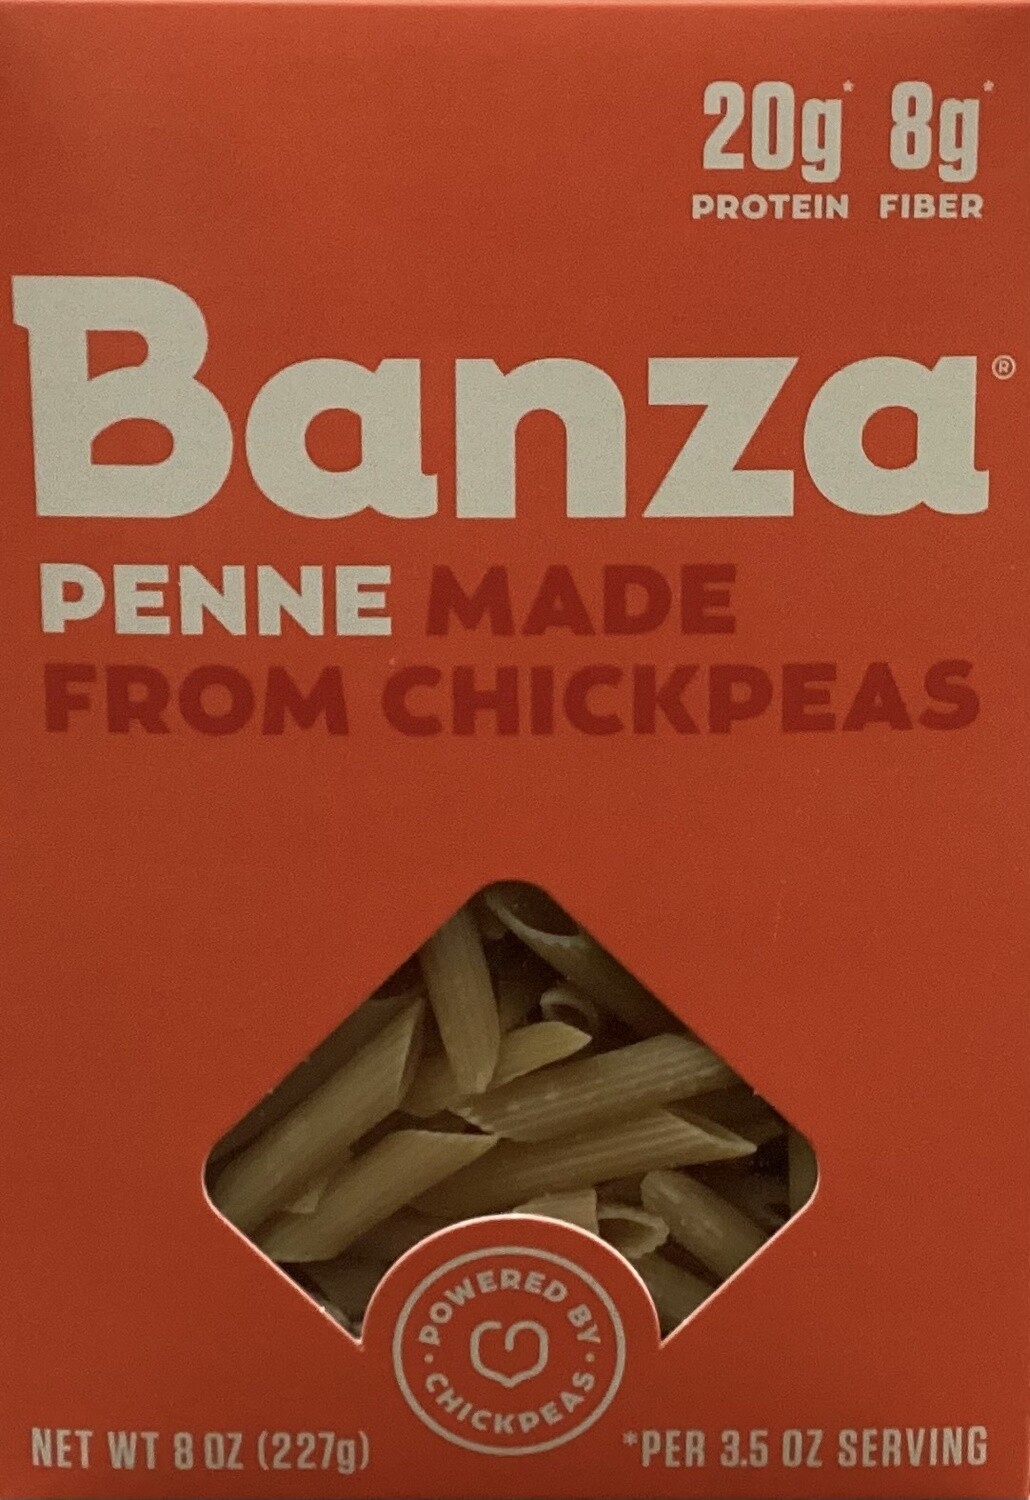 20g* 8g*
PROTEIN FIBER
Banza®
PENNE MADE
FROM CHICKPEAS
POWERED BY
CHICKPEAS
NET WT 8 OZ (227g)
*PER 3.5 OZ SERVING